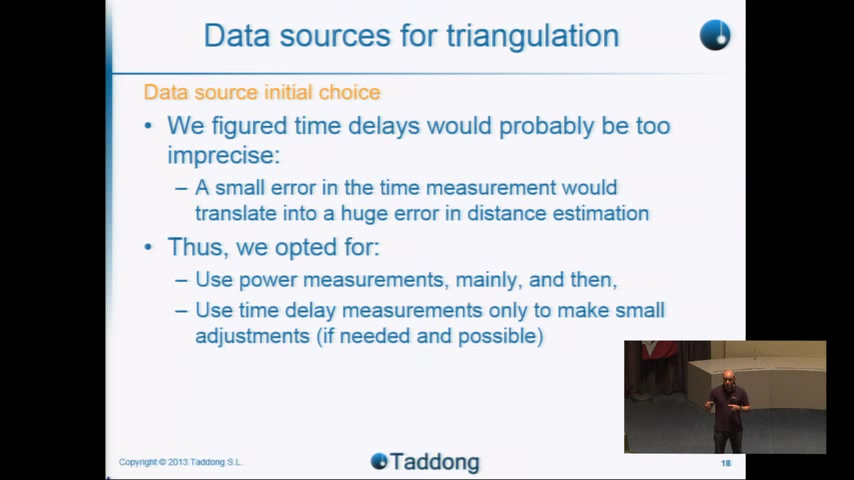 Data sources for triangulation
Data source initial choice
• We figured time delays would probably be too
imprecise:
– A small error in the time measurement would
translate into a huge error in distance estimation
• Thus, we opted for:
– Use power measurements, mainly, and then,
– Use time delay measurements only to make small
adjustments (if needed and possible)
Copyright © 2013 Taddong S.L.
Taddong
18